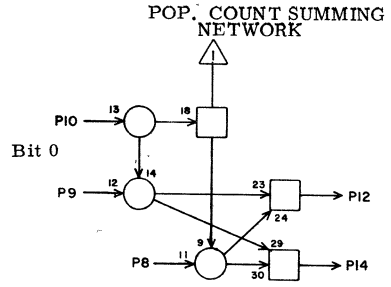 POP. COUNT SUMMING
NETWORK
1
P10 13 18
Bit 0
P9 12 14 23 P12
24
9 29
P8 11 30 P14